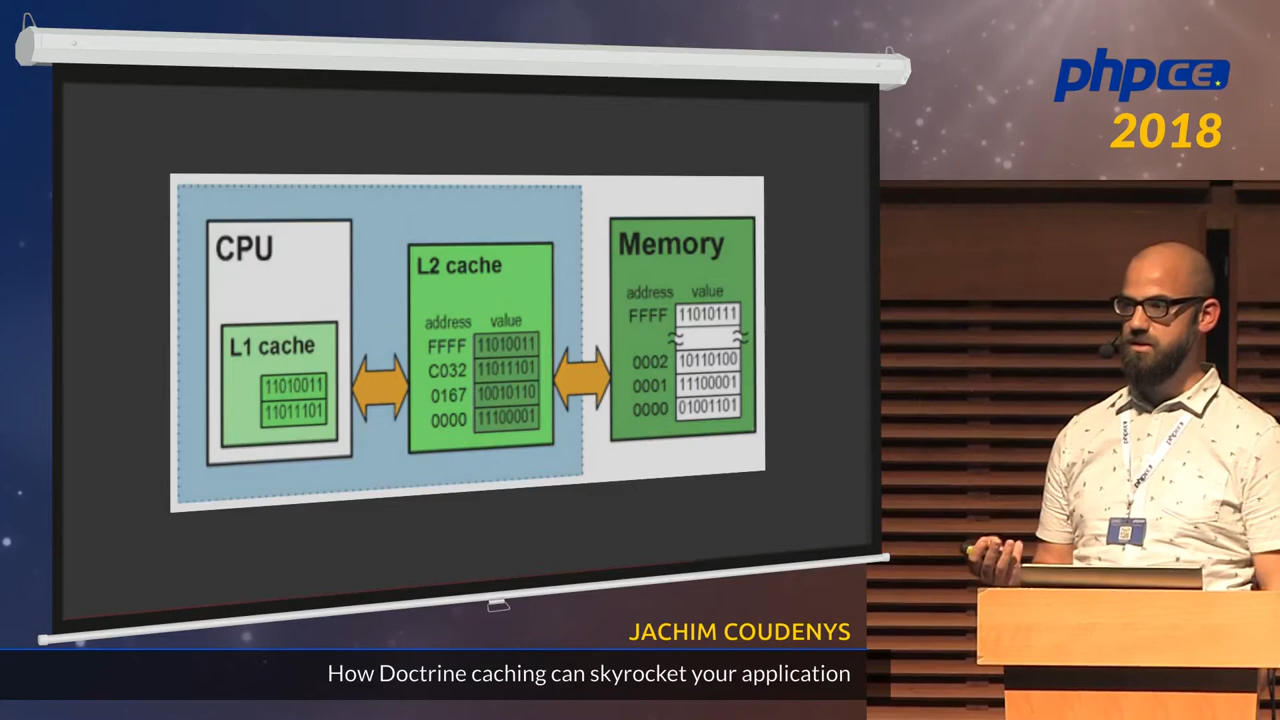 phpCE.
2018
CPU
L1 cache
11010011
11011101
L2 cache
address value
FFFF 11010011
C032 11011101
0167 10010110
0000 11100001
Memory
address value
FFFF 11010111
0002 10110100
0001 11100001
0000 01001101
JACHIM COUDENYS
How Doctrine caching can skyrocket your application